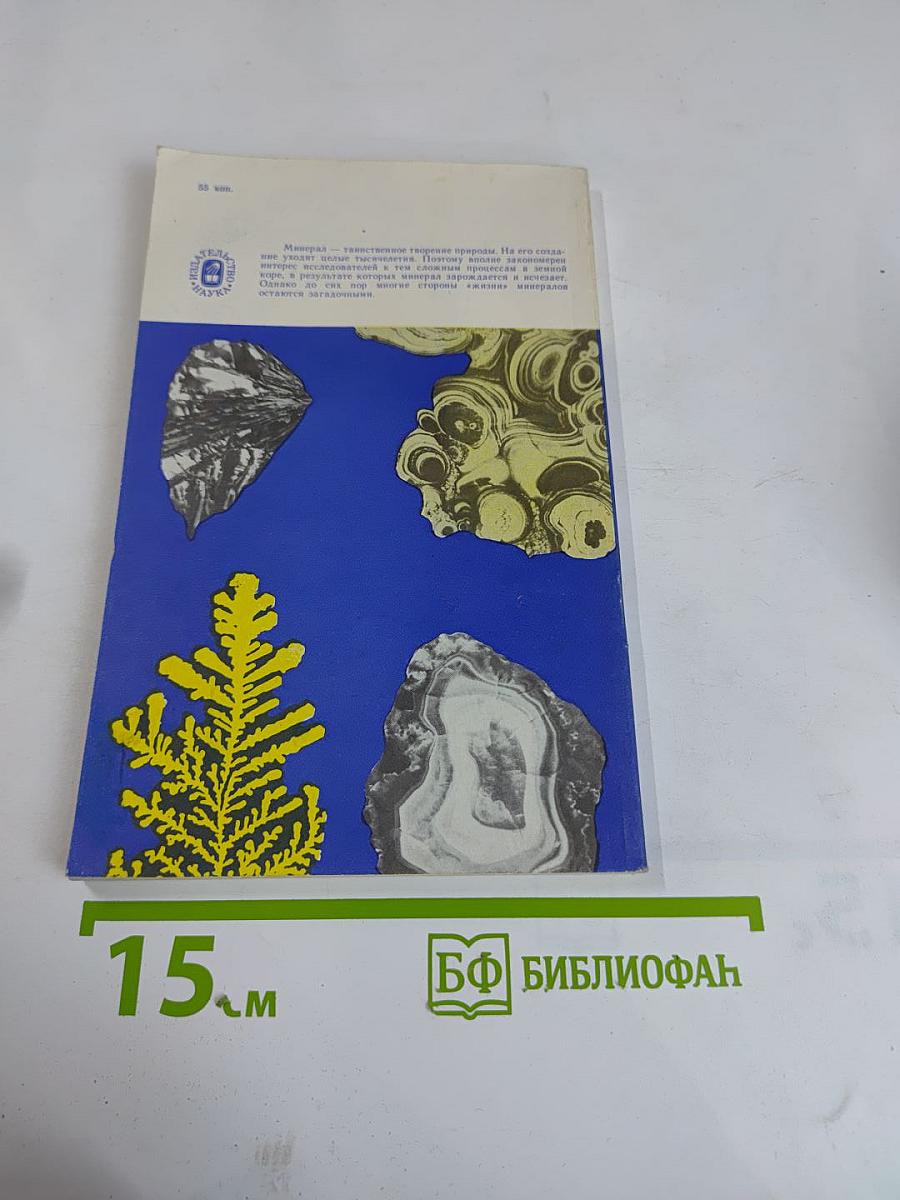 55 коп.
Минерал — таинственное творение природы. На его созда-
ние уходят целые тысячелетия. Поэтому вполне закономерен
интерес исследователей к тем сложным процессам в земной
коре, в результате которых минерал зарождается и исчезает.
Однако до сих пор многие стороны «жизни» минералов
остаются загадочными.
ИЗДАТЕЛЬСТВО
НАУКА
15 см
БФ БИБЛИОФАН